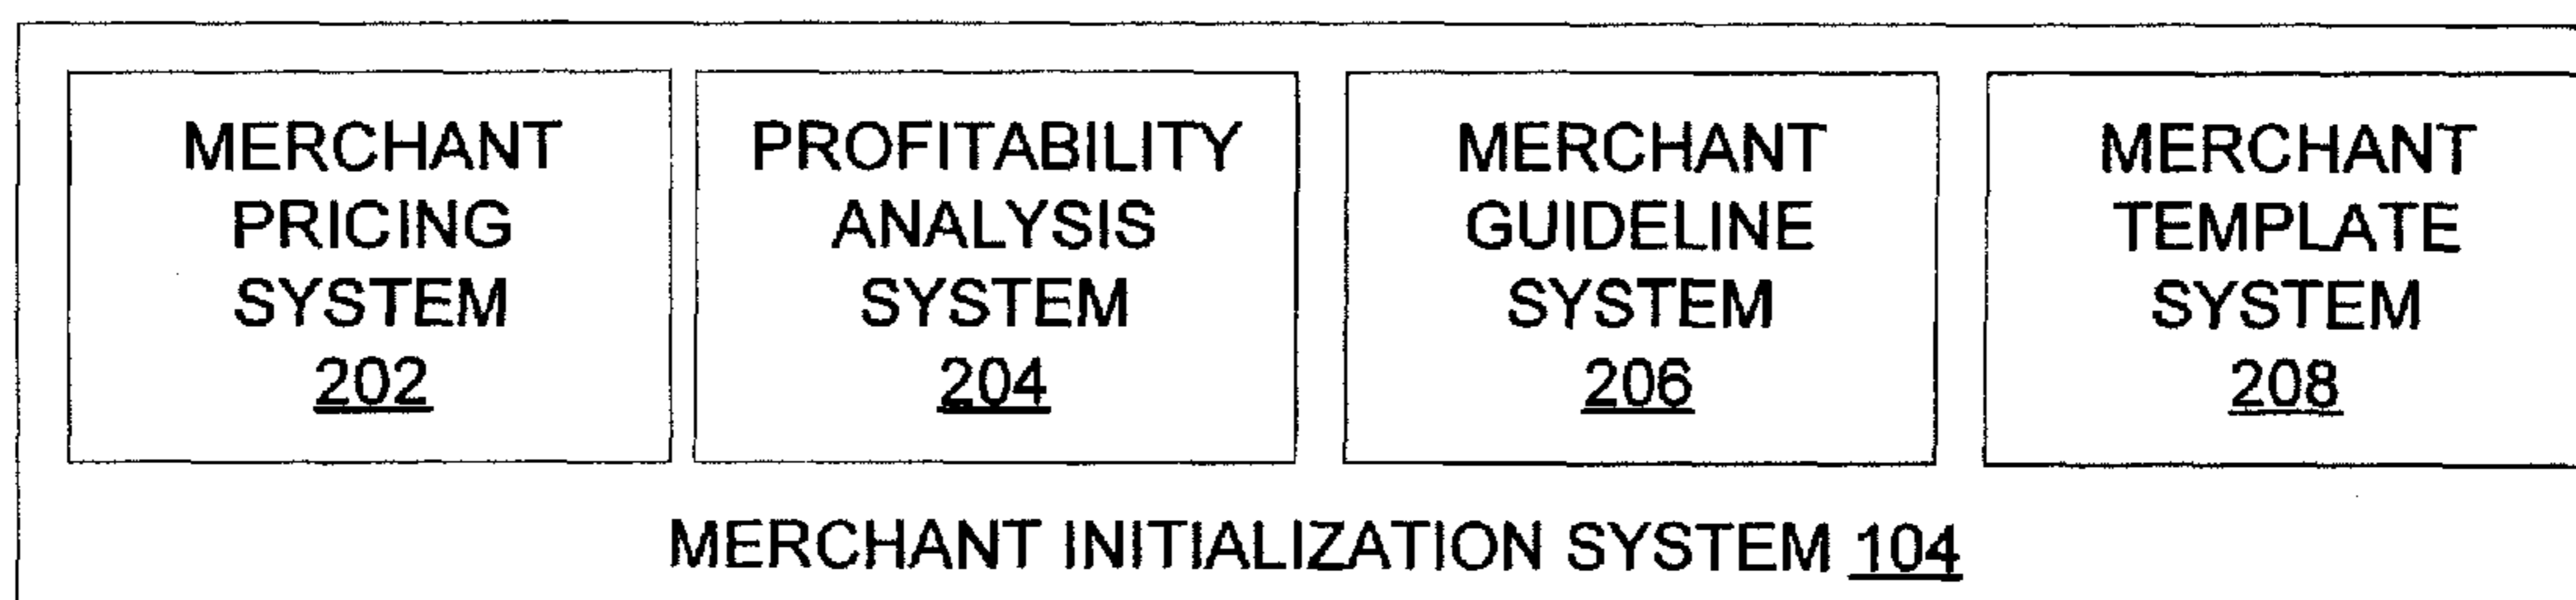 MERCHANT
PRICING
SYSTEM
202
PROFITABILITY
ANALYSIS
SYSTEM
204
MERCHANT
GUIDELINE
SYSTEM
206
MERCHANT
TEMPLATE
SYSTEM
208
MERCHANT INITIALIZATION SYSTEM 104